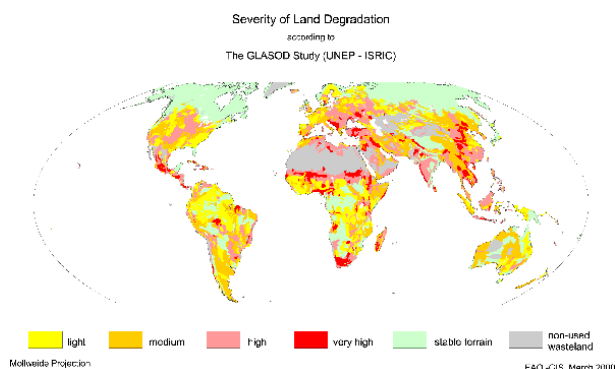 Severity of Land Degradation
according to
The GLASOD Study (UNEP - ISRIC)
light
medium
high
very high
stable terrain
non-used
wasteland
Mollweide Projection
FAO -GIS, March 2000